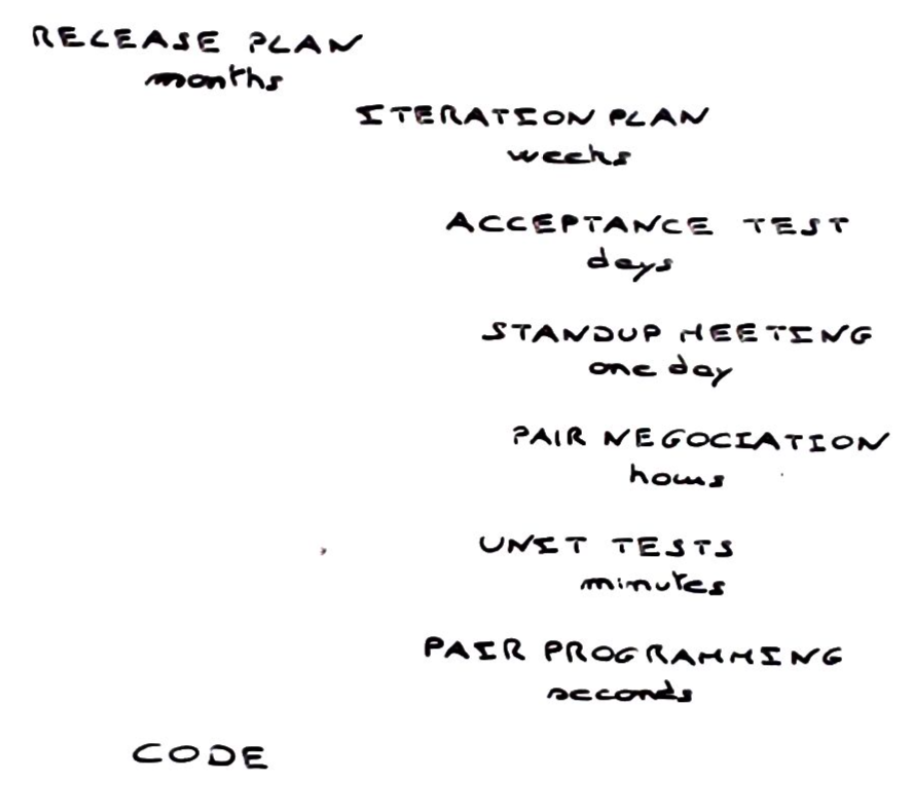 RELEASE PLAN
months
ITERATION PLAN
weeks
ACCEPTANCE TEST
days
STANDUP MEETING
one day
PAIR NEGOCIATION
hours
UNIT TESTS
minutes
PAIR PROGRAMMING
seconds
CODE